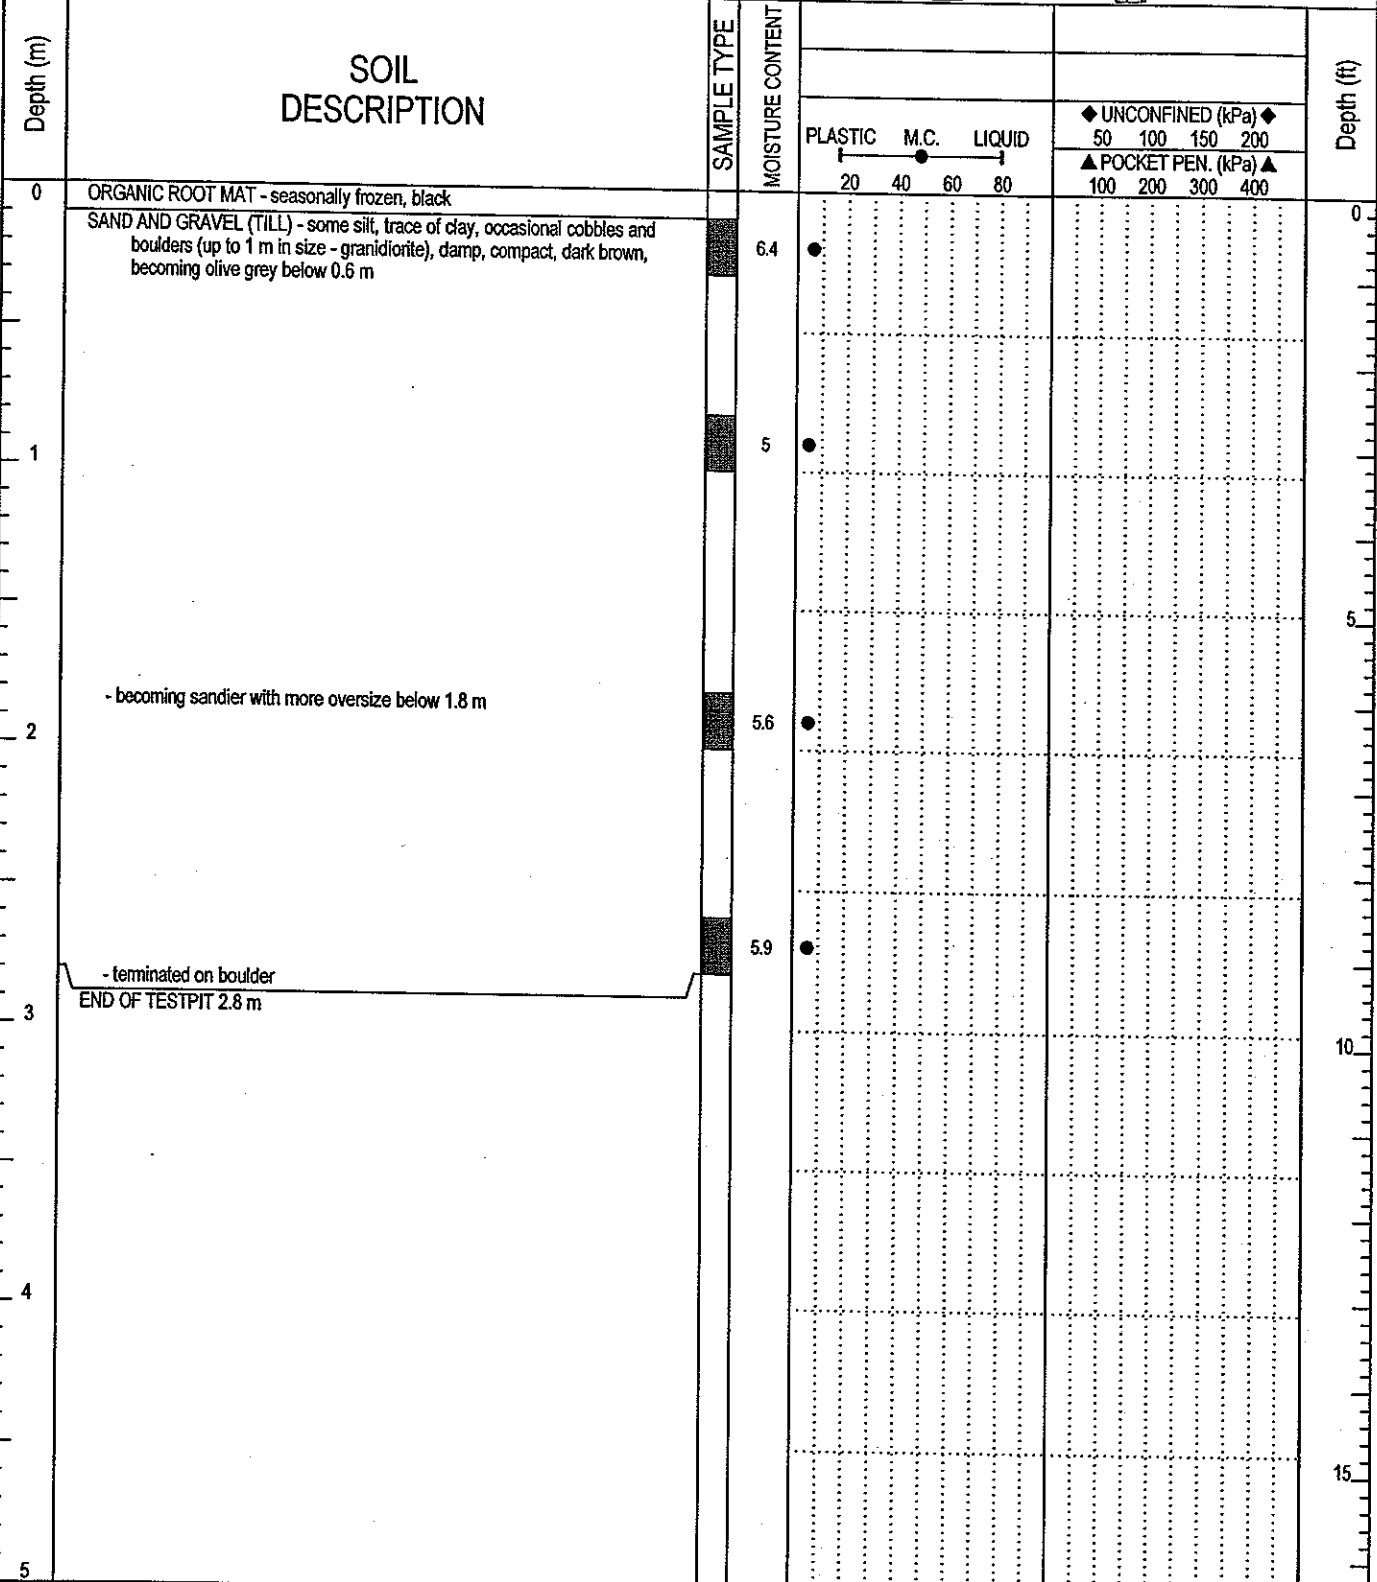 Depth (m)
SOIL
DESCRIPTION
SAMPLE TYPE
MOISTURE CONTENT
PLASTIC M.C. LIQUID
20 40 60 80
◆ UNCONFINED (kPa) ◆
50 100 150 200
▲ POCKET PEN. (kPa) ▲
100 200 300 400
Depth (ft)
0
ORGANIC ROOT MAT - seasonally frozen, black
SAND AND GRAVEL (TILL) - some silt, trace of clay, occasional cobbles and
boulders (up to 1 m in size - granidiorite), damp, compact, dark brown,
becoming olive grey below 0.6 m
6.4
0
1
5
5
- becoming sandier with more oversize below 1.8 m
5.6
2
5.9
- terminated on boulder
END OF TESTPIT 2.8 m
3
10
4
15
5